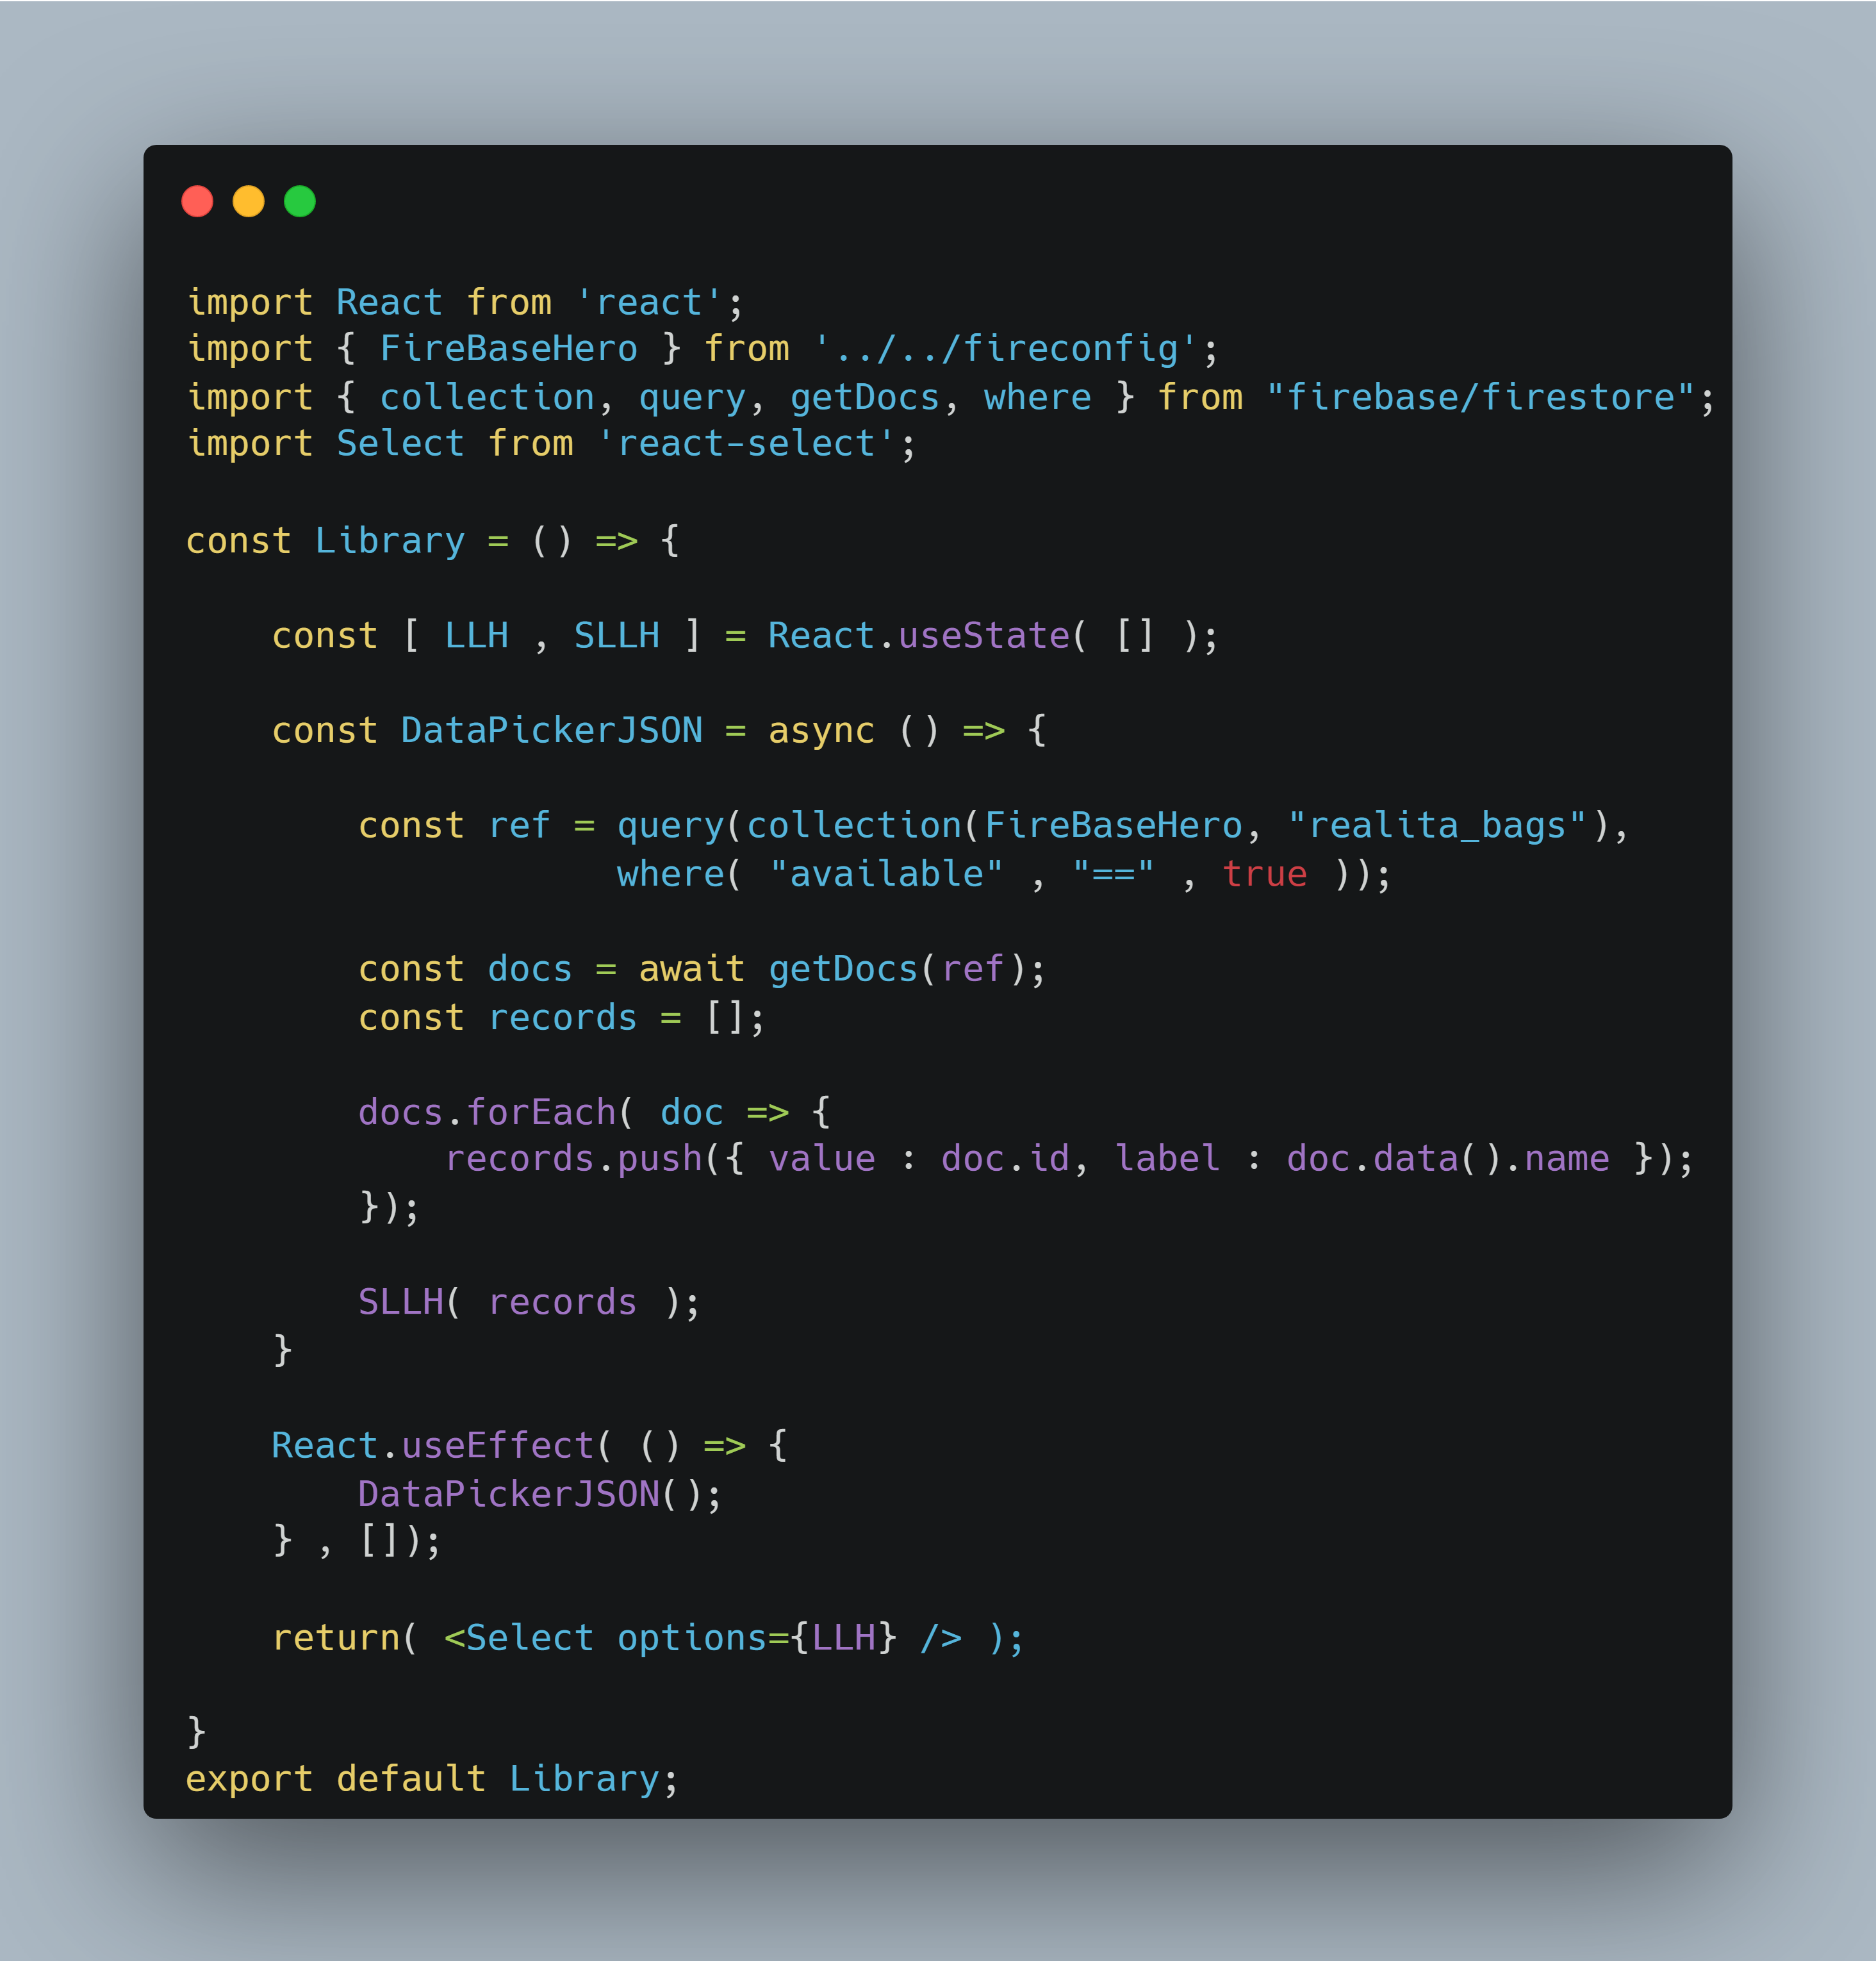 import React from 'react';
import { FireBaseHero } from '../../fireconfig';
import { collection, query, getDocs, where } from "firebase/firestore";
import Select from 'react-select';

const Library = () => {

    const [ LLH , SLLH ] = React.useState( [] );

    const DataPickerJSON = async () => {

        const ref = query(collection(FireBaseHero, "realita_bags"),
                    where( "available" , "==" , true ));

        const docs = await getDocs(ref);
        const records = [];

        docs.forEach( doc => {
            records.push({ value : doc.id, label : doc.data().name });
        });

        SLLH( records );
    }

    React.useEffect( () => {
        DataPickerJSON();
    } , []);

    return( <Select options={LLH} /> );

}
export default Library;